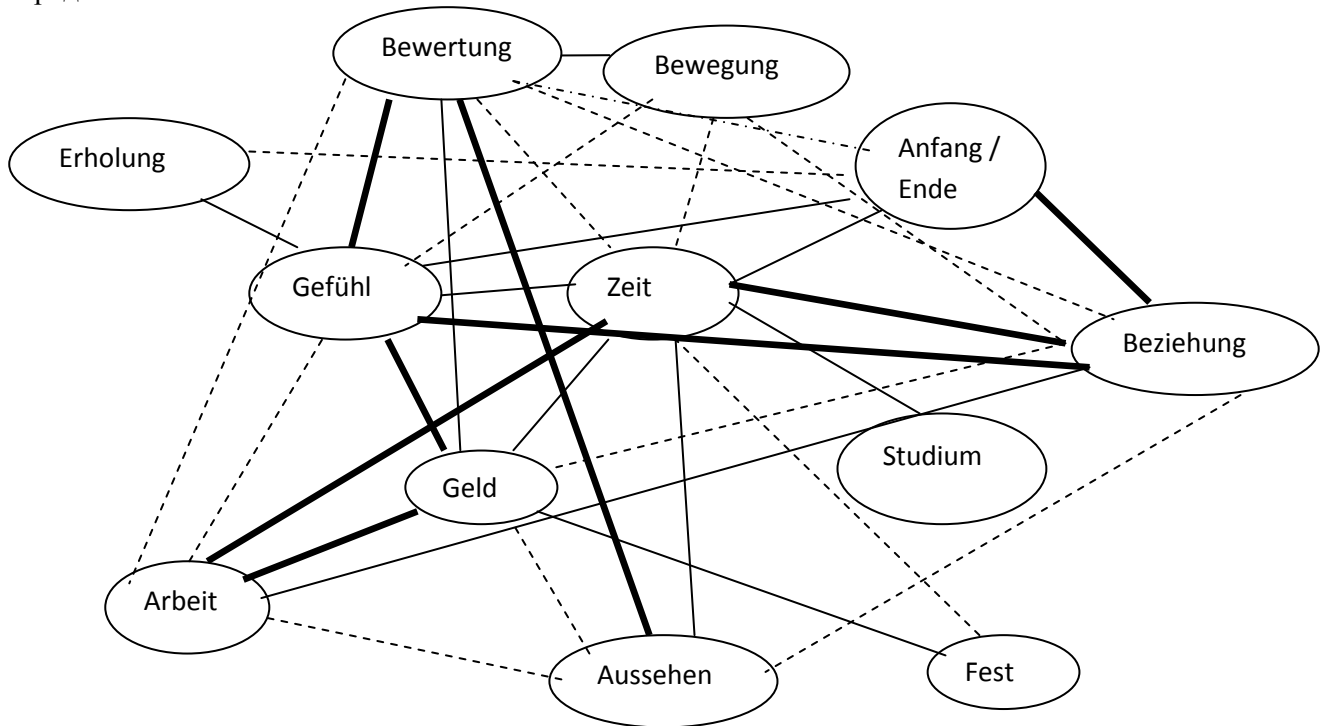 Bewertung
Bewegung
Anfang /
Ende
Erholung
Gefühl
Zeit
Beziehung
Studium
Geld
Arbeit
Aussehen
Fest